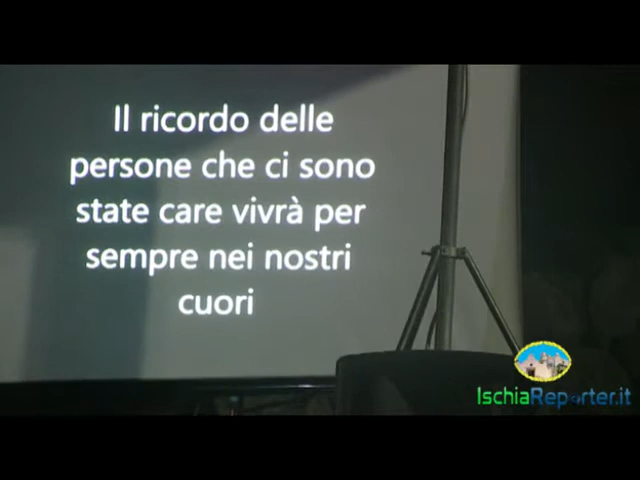 Il ricordo delle
persone che ci sono
state care vivrà per
sempre nei nostri
cuori
IschiaReporter.it